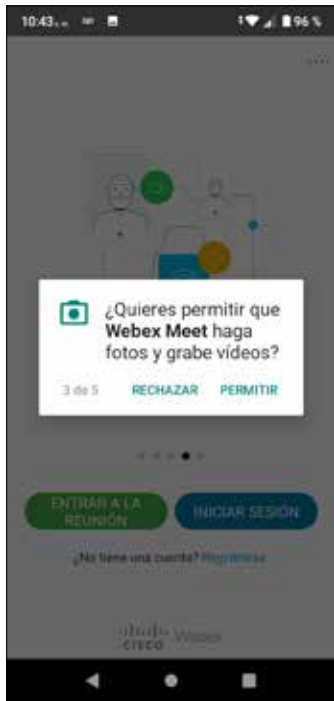 10:43
96 %
¿Quieres permitir que
Webex Meet haga
fotos y grabe vídeos?
3 de 5
RECHAZAR
PERMITIR
ENTRAR A LA
REUNIÓN
INICIAR SESIÓN
¿No tiene una cuenta? Regístrese
CISCO Webex